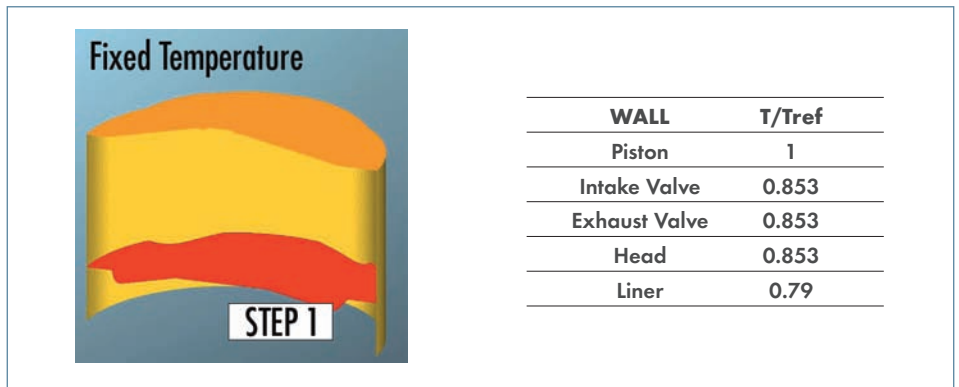 Fixed Temperature
STEP 1
WALL T/Tref
Piston 1
Intake Valve 0.853
Exhaust Valve 0.853
Head 0.853
Liner 0.79